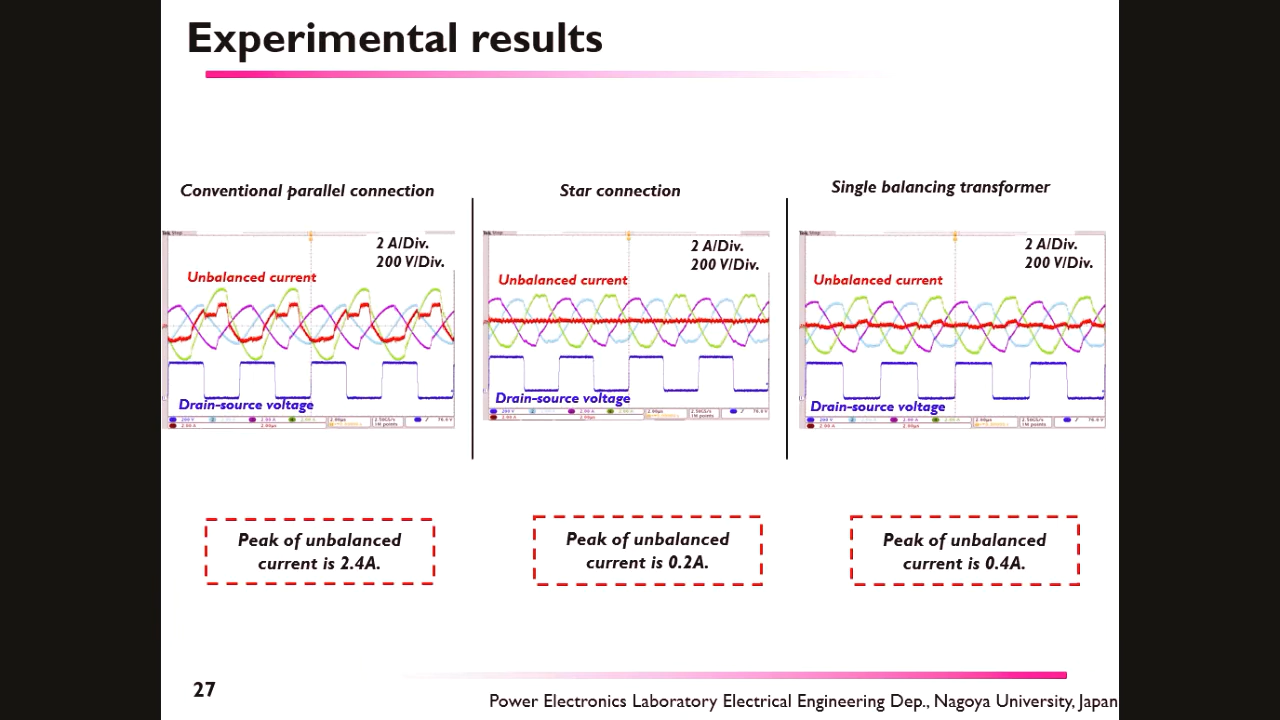 Experimental results
Conventional parallel connection
Star connection
Single balancing transformer
2 A/Div.
200 V/Div.
Unbalanced current
Drain-source voltage
2 A/Div.
200 V/Div.
Unbalanced current
Drain-source voltage
2 A/Div.
200 V/Div.
Unbalanced current
Drain-source voltage
Peak of unbalanced
current is 2.4A.
Peak of unbalanced
current is 0.2A.
Peak of unbalanced
current is 0.4A.
27
Power Electronics Laboratory Electrical Engineering Dep., Nagoya University, Japan